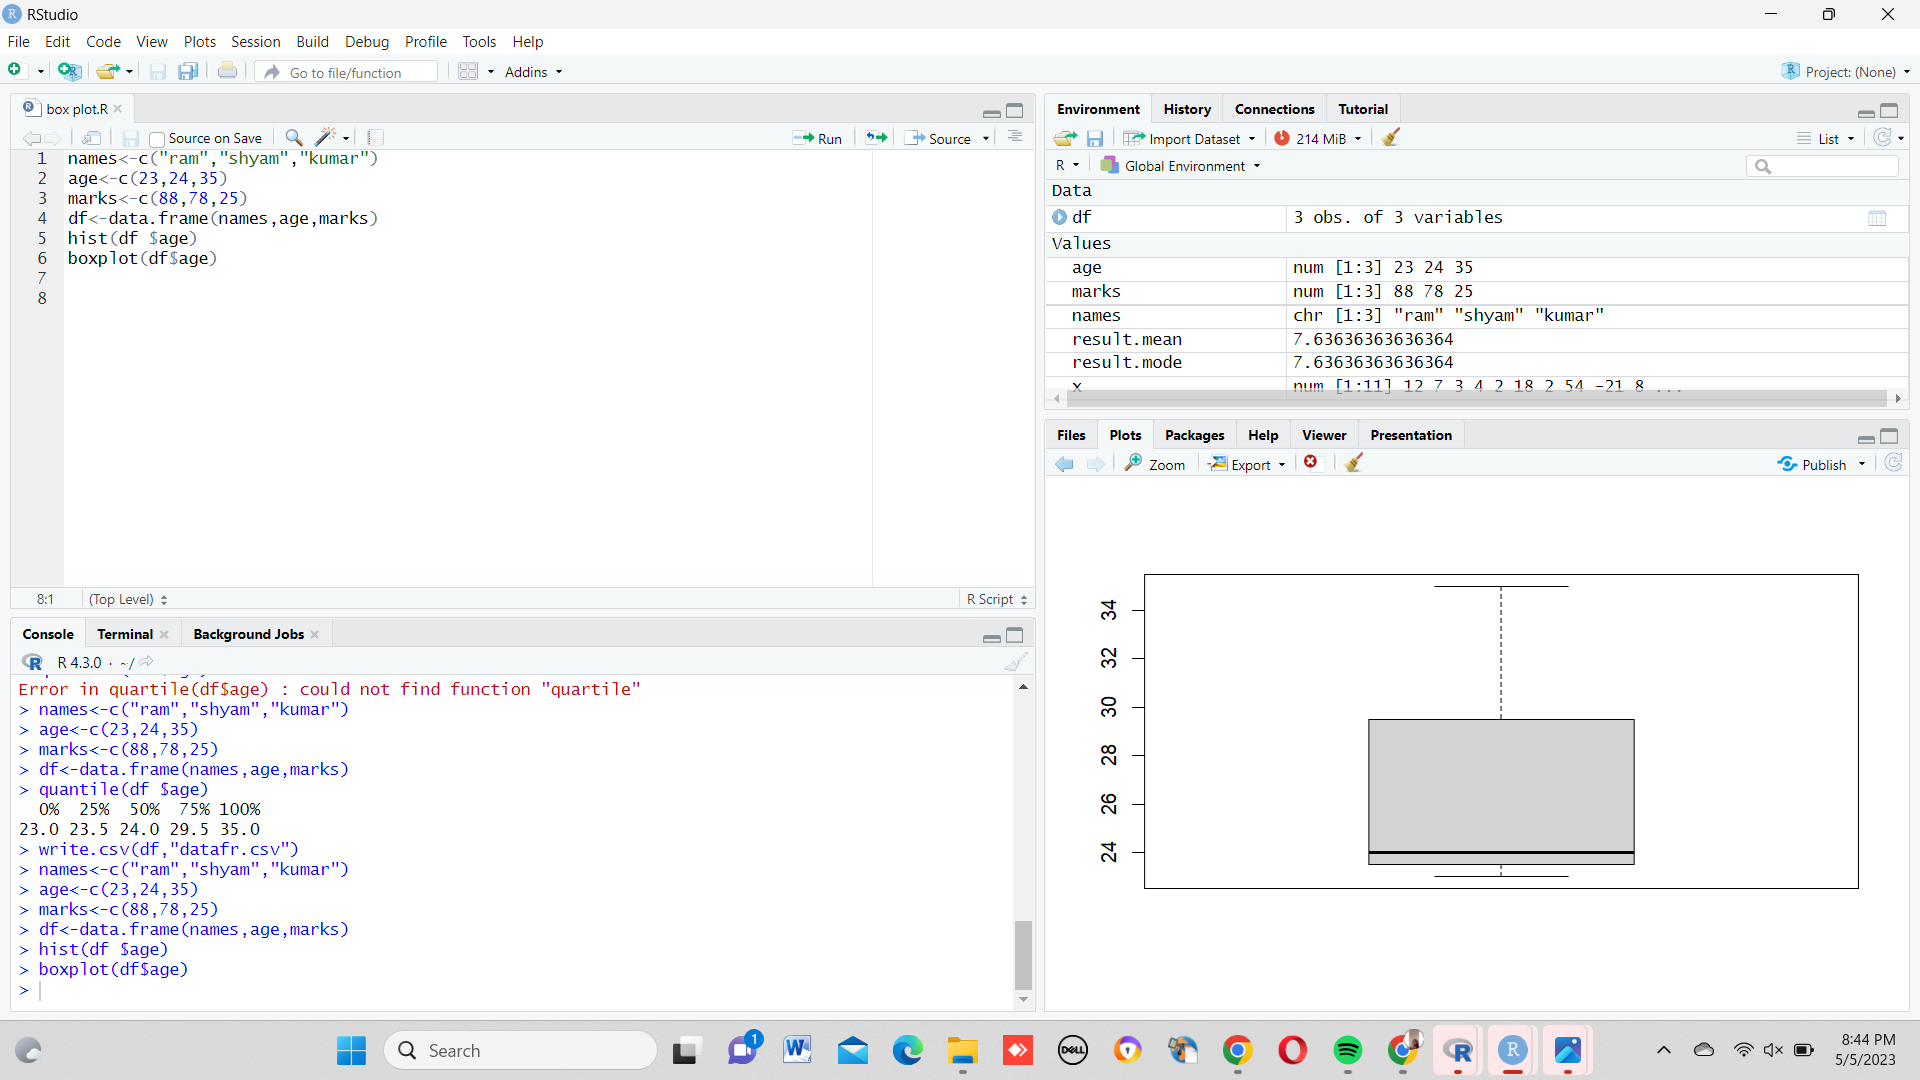 RStudio
File Edit Code View Plots Session Build Debug Profile Tools Help
Go to file/function Addins Project: (None)
box plot.R
Source on Save Run Source
1 names<-c("ram","shyam","kumar")
2 age<-c(23,24,35)
3 marks<-c(88,78,25)
4 df<-data.frame(names,age,marks)
5 hist(df $age)
6 boxplot(df$age)
7
8
8:1 (Top Level) R Script
Console Terminal Background Jobs
R 4.3.0 · ~/
Error in quartile(df$age) : could not find function "quartile"
> names<-c("ram","shyam","kumar")
> age<-c(23,24,35)
> marks<-c(88,78,25)
> df<-data.frame(names,age,marks)
> quantile(df $age)
0% 25% 50% 75% 100%
23.0 23.5 24.0 29.5 35.0
> write.csv(df,"datafr.csv")
> names<-c("ram","shyam","kumar")
> age<-c(23,24,35)
> marks<-c(88,78,25)
> df<-data.frame(names,age,marks)
> hist(df $age)
> boxplot(df$age)
>
Environment History Connections Tutorial
Import Dataset 214 MiB List
R Global Environment
Data
df 3 obs. of 3 variables
Values
age num [1:3] 23 24 35
marks num [1:3] 88 78 25
names chr [1:3] "ram" "shyam" "kumar"
result.mean 7.63636363636364
result.mode 7.63636363636364
x num [1:11] 12 7 3 4 2 18 2 54 -21 8 ...
Files Plots Packages Help Viewer Presentation
Zoom Export Publish
34
32
30
28
26
24
Search
1
W
DELL
R
R
8:44 PM
5/5/2023